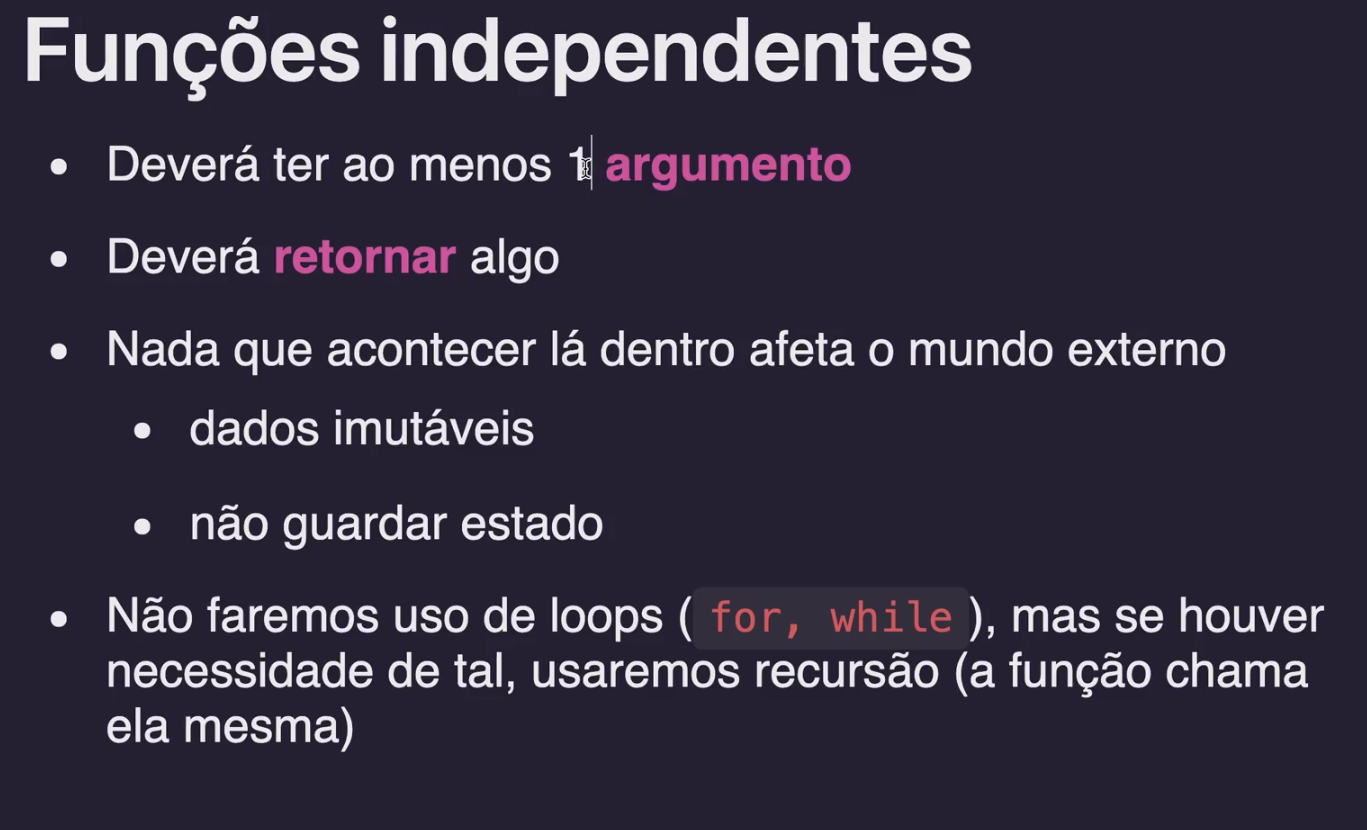 Funções independentes
• Deverá ter ao menos 1 argumento
• Deverá retornar algo
• Nada que acontecer lá dentro afeta o mundo externo
• dados imutáveis
• não guardar estado
• Não faremos uso de loops ( for, while ), mas se houver
necessidade de tal, usaremos recursão (a função chama
ela mesma)